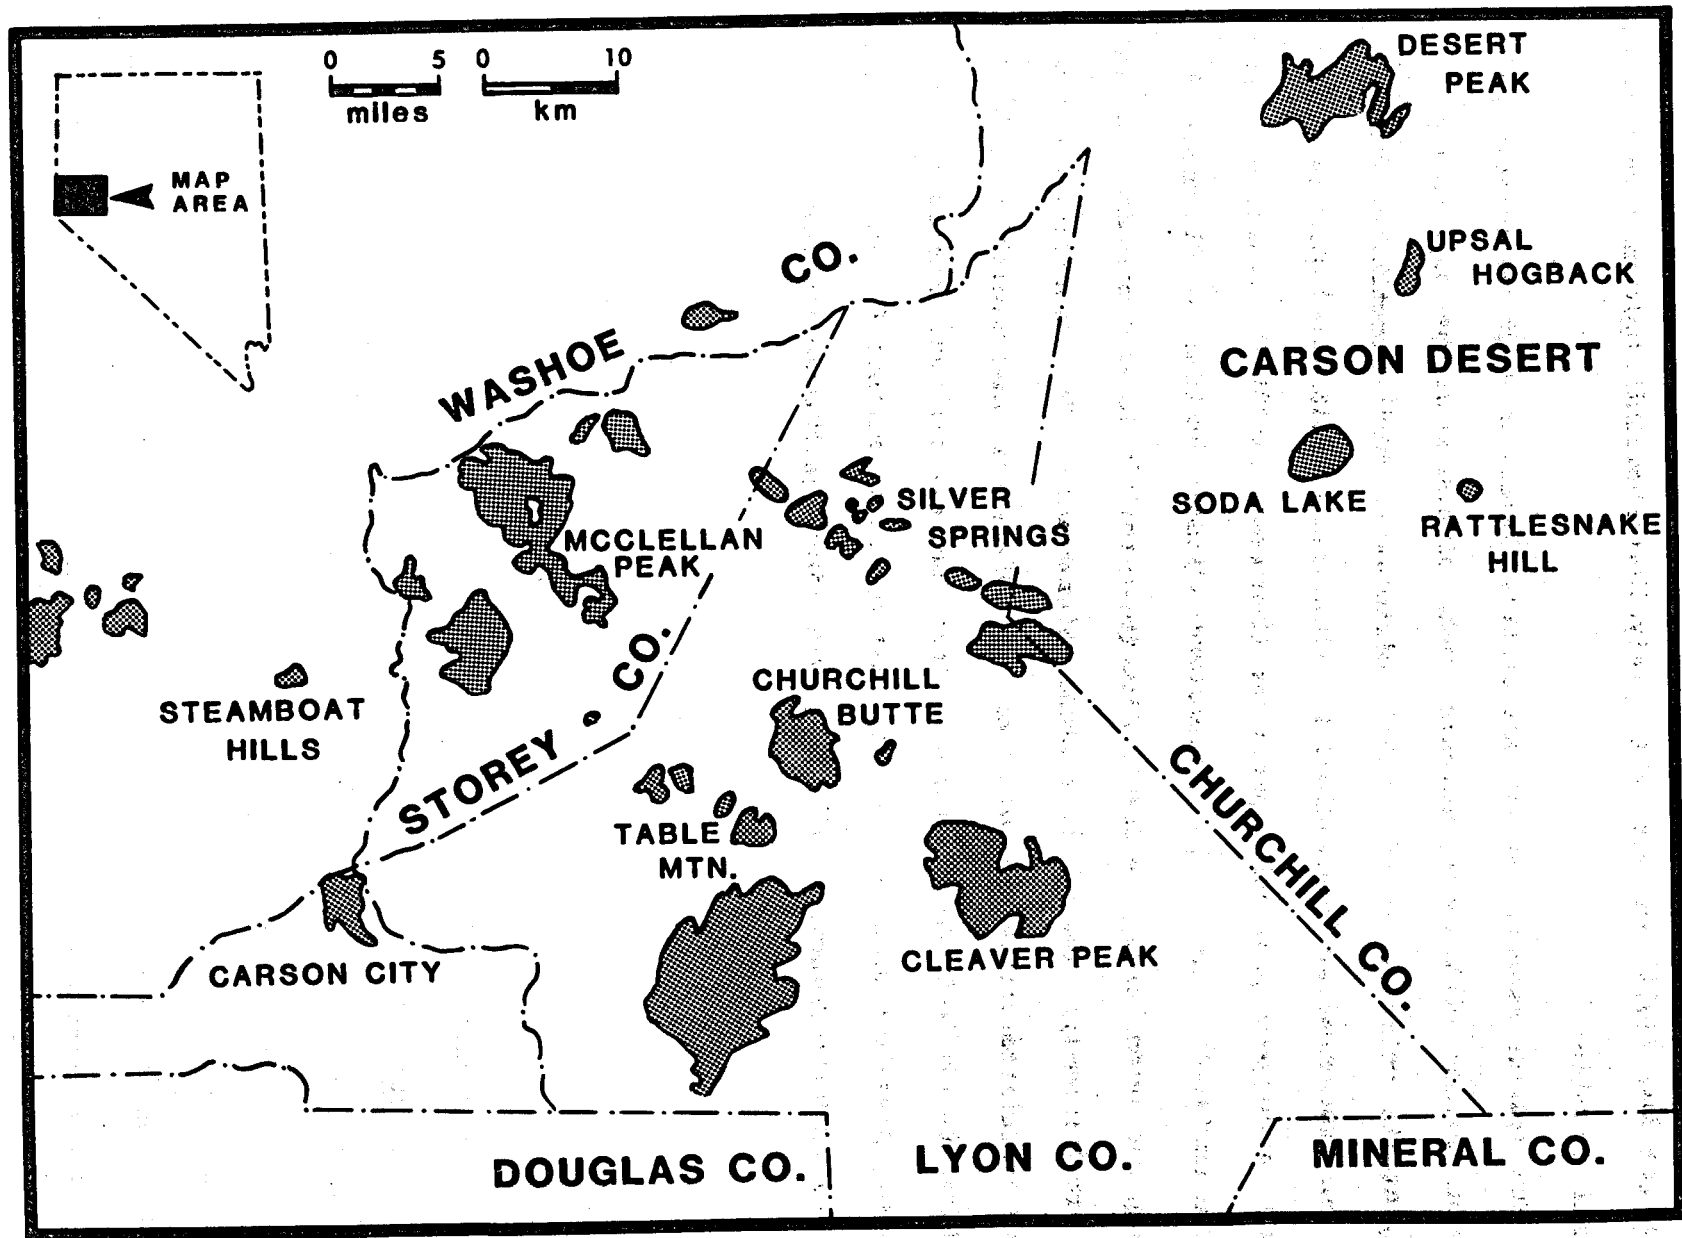 0 5 0 10
miles km
MAP
AREA
DESERT
PEAK
UPSAL
HOGBACK
CO.
WASHOE
CARSON DESERT
SILVER
SPRINGS
SODA LAKE
RATTLESNAKE
HILL
MCCLELLAN
PEAK
CO.
STOREY
STEAMBOAT
HILLS
CHURCHILL
BUTTE
TABLE
MTN.
CHURCHILL CO.
CLEAVER PEAK
CARSON CITY
DOUGLAS CO.
LYON CO.
MINERAL CO.